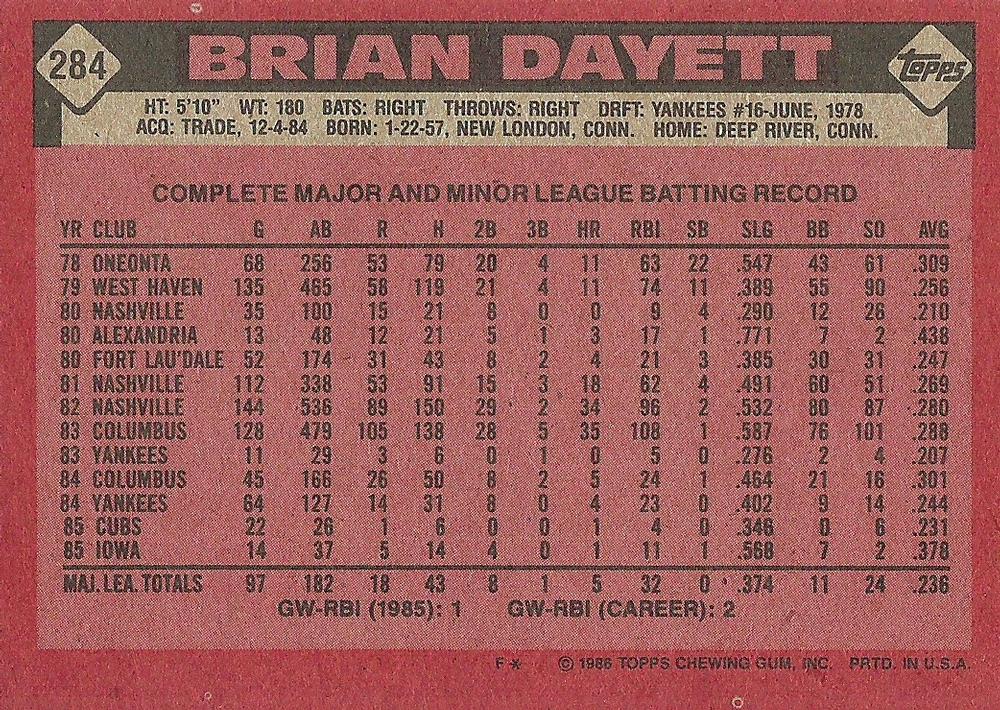 284 BRIAN DAYETT TOPPS
HT: 5'10" WT: 180 BATS: RIGHT THROWS: RIGHT DRFT: YANKEES #16-JUNE, 1978
ACQ: TRADE, 12-4-84 BORN: 1-22-57, NEW LONDON, CONN. HOME: DEEP RIVER, CONN.
COMPLETE MAJOR AND MINOR LEAGUE BATTING RECORD
YR CLUB G AB R H 2B 3B HR RBI SB SLG BB SO AVG
78 ONEONTA 68 256 53 79 20 4 11 63 22 .547 43 61 .309
79 WEST HAVEN 135 465 58 119 21 4 11 74 11 .389 55 90 .256
80 NASHVILLE 35 100 15 21 8 0 0 9 4 .290 12 26 .210
80 ALEXANDRIA 13 48 12 21 5 1 3 17 1 .771 7 2 .438
80 FORT LAU'DALE 52 174 31 43 8 2 4 21 3 .385 30 31 .247
81 NASHVILLE 112 338 53 91 15 3 18 62 4 .491 60 51 .269
82 NASHVILLE 144 536 89 150 29 2 34 96 2 .532 80 87 .280
83 COLUMBUS 128 479 105 138 28 5 35 108 1 .587 76 101 .288
83 YANKEES 11 29 3 6 0 1 0 5 0 .276 2 4 .207
84 COLUMBUS 45 166 26 50 8 2 5 24 1 .464 21 16 .301
84 YANKEES 64 127 14 31 8 0 4 23 0 .402 9 14 .244
85 CUBS 22 26 1 6 0 0 1 4 0 .346 0 6 .231
85 IOWA 14 37 5 14 4 0 1 11 1 .568 7 2 .378
MAJ. LEA. TOTALS 97 182 18 43 8 1 5 32 0 .374 11 24 .236
GW-RBI (1985): 1 GW-RBI (CAREER): 2
F* © 1986 TOPPS CHEWING GUM, INC. PRTD. IN U.S.A.